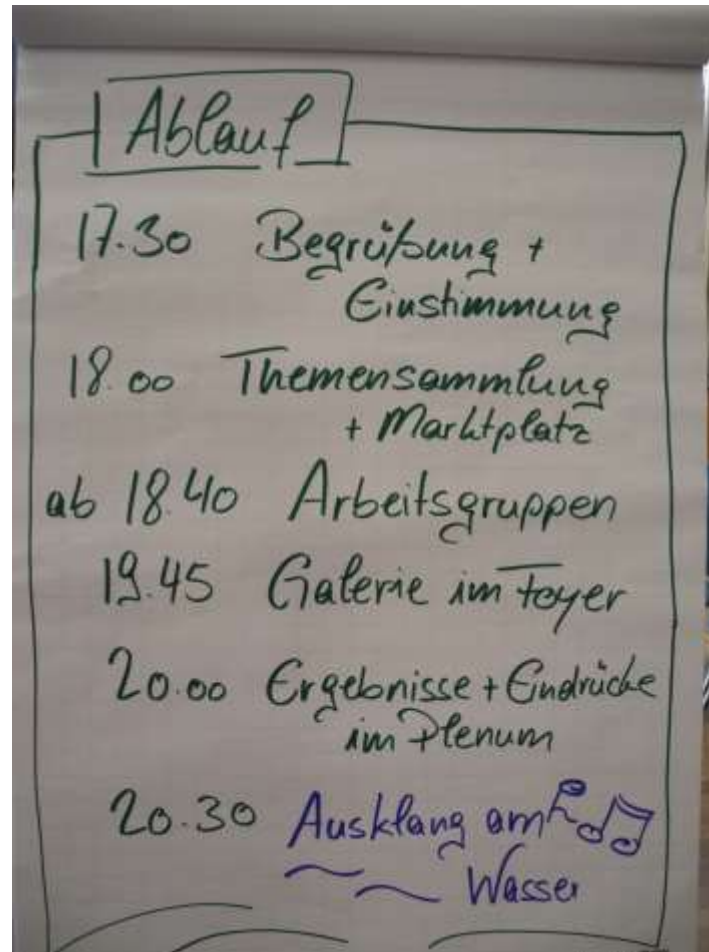 Ablauf
17.30 Begrüßung +
Einstimmung
18.00 Themensammlung
+ Marktplatz
ab 18.40 Arbeitsgruppen
19.45 Galerie im Foyer
20.00 Ergebnisse + Eindrücke
im Plenum
20.30 Ausklang am
Wasser